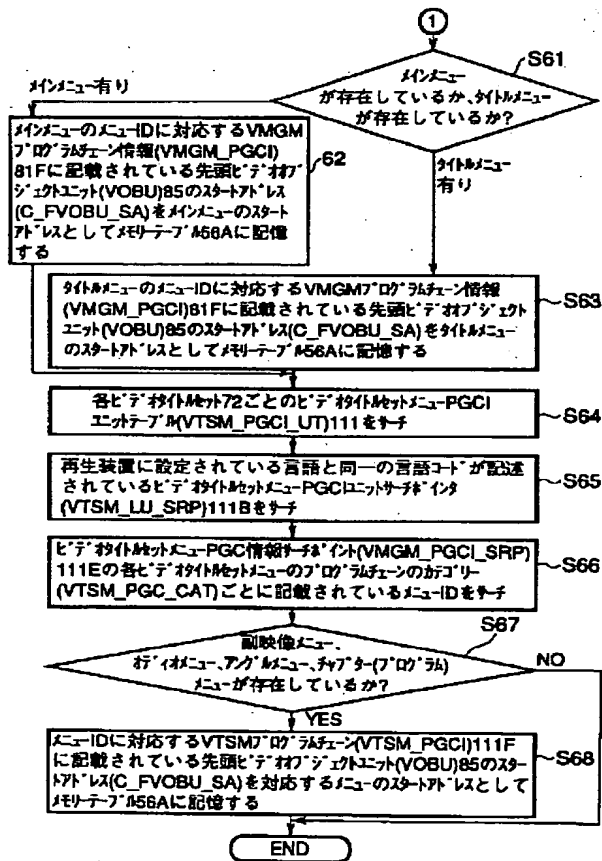 1
S61
メインメニュー
が存在しているか、タイトルメニュー
が存在しているか?
メインメニュー有り
タイトルメニュー
有り
62
メインメニューのメニューIDに対応するVMGM
プログラムチェーン情報(VMGM_PGCI)
81Fに記載されている先頭ビデオオブ
ジェクトユニット(VOBU)85のスタートアドレス
(C_FVOBU_SA)をメインメニューのスタート
アドレスとしてメモリーテーブル56Aに記憶
する
S63
タイトルメニューのメニューIDに対応するVMGMプログラムチェーン情報
(VMGM_PGCI)81Fに記載されている先頭ビデオオブジェクト
ユニット(VOBU)85のスタートアドレス(C_FVOBU_SA)をタイトルメニュー
のスタートアドレスとしてメモリーテーブル56Aに記憶する
S64
各ビデオタイトルセット72ごとのビデオタイトルセットメニューPGCI
ユニットテーブル(VTSM_PGCI_UT)111をサーチ
S65
再生装置に設定されている言語と同一の言語コードが記述
されているビデオタイトルセットメニューPGCIユニットサーチポインタ
(VTSM_LU_SRP)111Bをサーチ
S66
ビデオタイトルセットメニューPGC情報サーチポイント(VMGM_PGCI_SRP)
111Eの各ビデオタイトルセットメニューのプログラムチェーンのカテゴリー
(VTSM_PGC_CAT)ごとに記載されているメニューIDをサーチ
S67
副映像メニュー、
オーディオメニュー、アングルメニュー、チャプター(プログラム)
メニューが存在しているか?
NO
YES
S68
メニューIDに対応するVTSMプログラムチェーン(VTSM_PGCI)111F
に記載されている先頭ビデオオブジェクトユニット(VOBU)85のスター
トアドレス(C_FVOBU_SA)を対応するメニューのスタートアドレスとして
メモリーテーブル56Aに記憶する
END